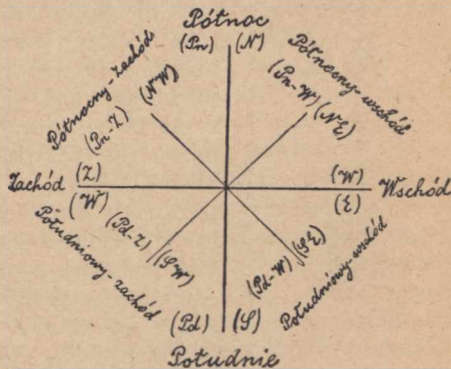 Północ
(Pn) (N)
Północny-zachód
(Pn-Z) (NW)
Północny-wschód
(Pn-W) (NE)
Zachód (Z)
(W)
(W) Wschód
(E)
Południowy-zachód
(Pd-Z) (SW)
Południowy-wschód
(Pd-W) (SE)
(Pd) (S)
Południe